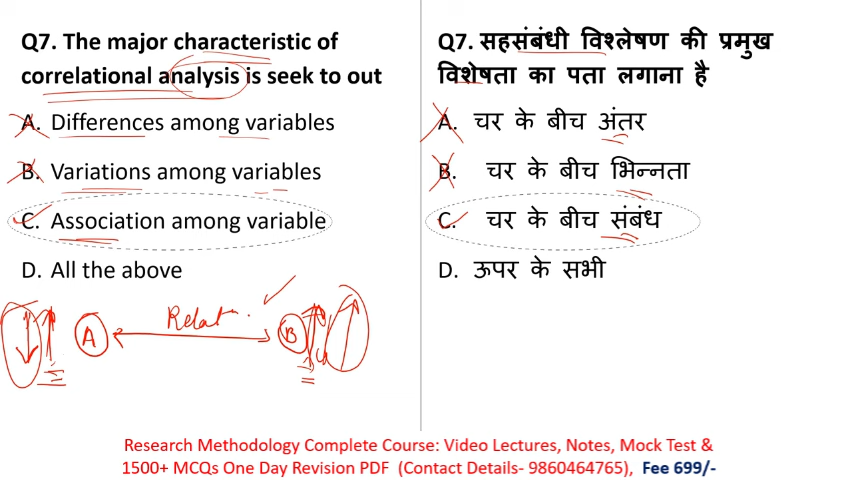 Q7. The major characteristic of
correlational analysis is seek to out
A. Differences among variables
B. Variations among variables
C. Association among variable
D. All the above
A
Relat.
B
Q7. सहसंबंधी विश्लेषण की प्रमुख
विशेषता का पता लगाना है
A. चर के बीच अंतर
B. चर के बीच भिन्नता
C. चर के बीच संबंध
D. ऊपर के सभी
Research Methodology Complete Course: Video Lectures, Notes, Mock Test &
1500+ MCQs One Day Revision PDF (Contact Details- 9860464765), Fee 699/-